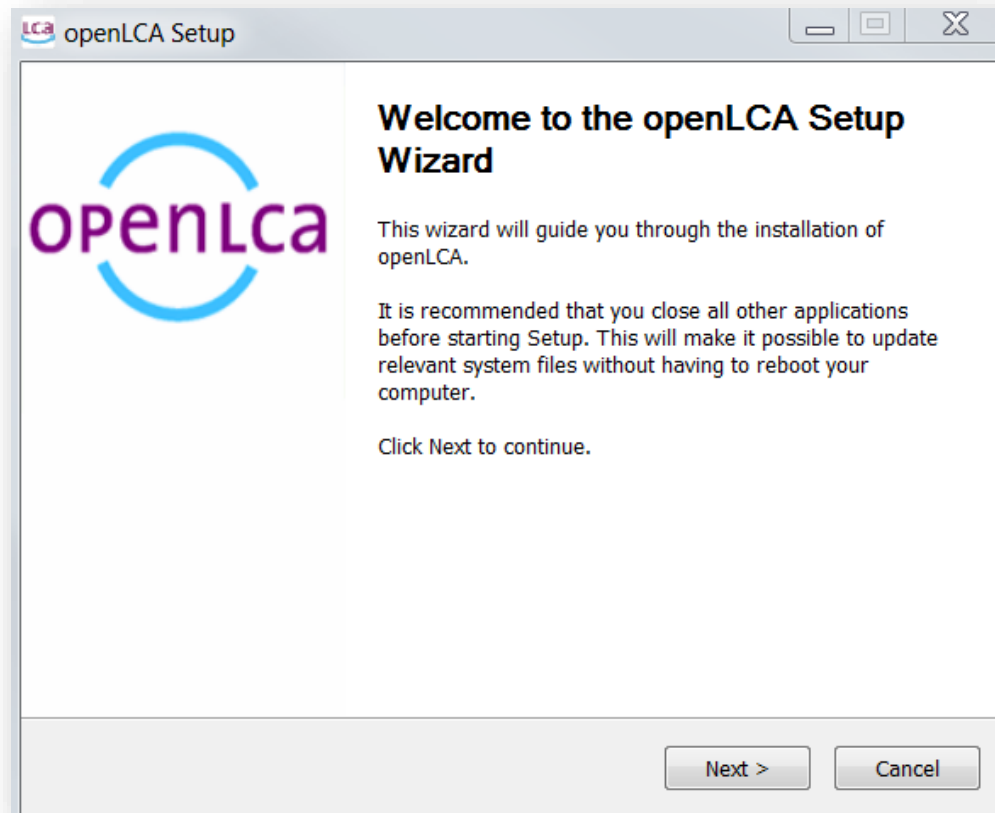 LCA openLCA Setup
openLCA
Welcome to the openLCA Setup
Wizard
This wizard will guide you through the installation of
openLCA.
It is recommended that you close all other applications
before starting Setup. This will make it possible to update
relevant system files without having to reboot your
computer.
Click Next to continue.
Next >
Cancel